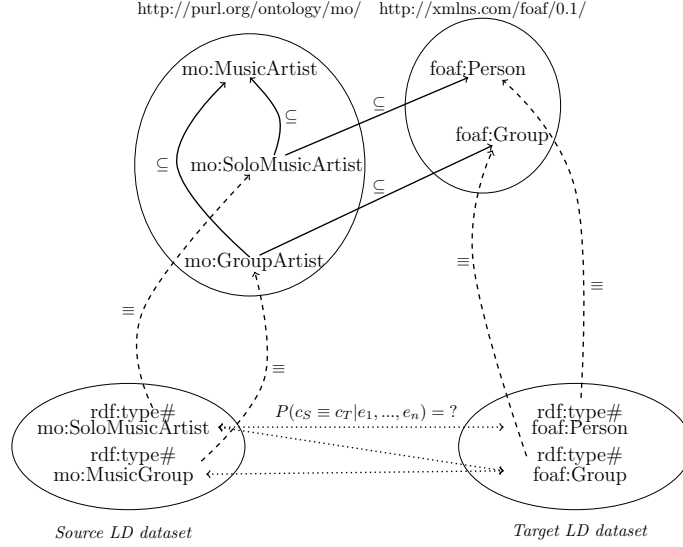 http://purl.org/ontology/mo/ http://xmlns.com/foaf/0.1/
mo:MusicArtist foaf:Person
⊆
⊆
foaf:Group
⊆
mo:SoloMusicArtist
⊆
mo:GroupArtist
≡
≡
≡
≡
rdf:type# P(c_S ≡ c_T|e_1, ..., e_n) = ? rdf:type#
mo:SoloMusicArtist foaf:Person
rdf:type# rdf:type#
mo:MusicGroup foaf:Group
Source LD dataset Target LD dataset